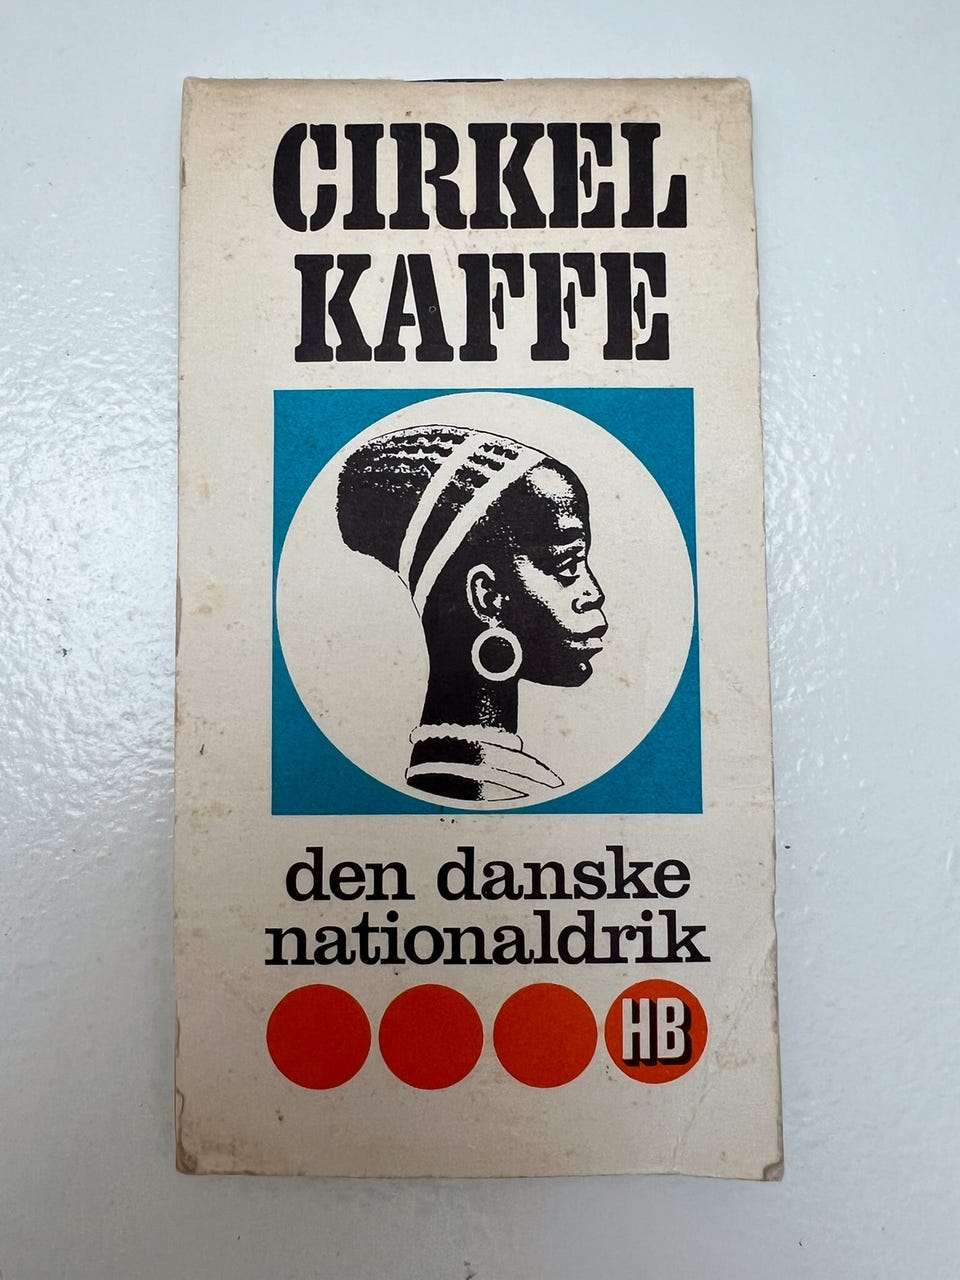 CIRKEL
KAFFE
den danske
nationaldrik
HB